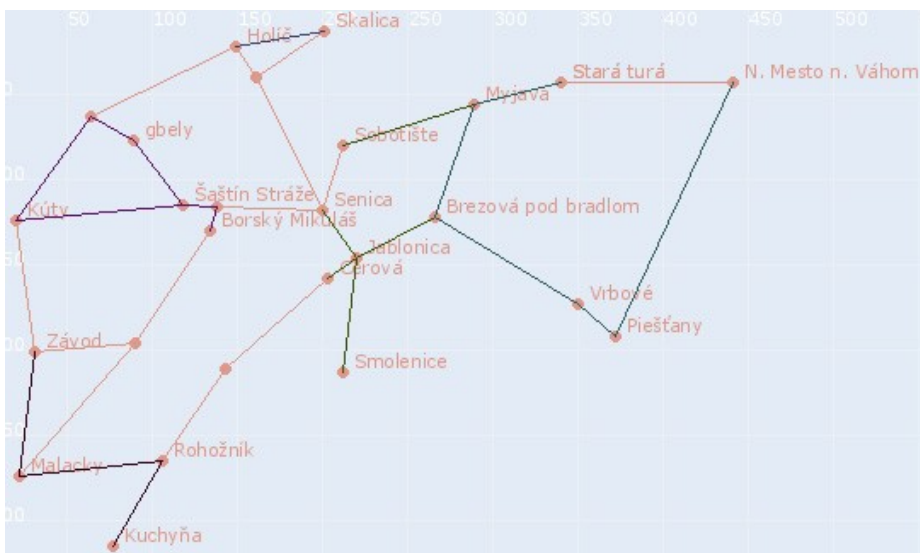 50
100
150
200
250
300
350
400
450
500
Skalica
Holíč
Stará turá
N. Mesto n. Váhom
Myjava
gbely
Sobotište
Šaštín Stráže
Senica
Kúty
Borský Mikuláš
Brezová pod bradlom
Jablonica
Cerová
Vrbové
Piešťany
Závod
Smolenice
Rohožník
Malacky
Kuchyňa